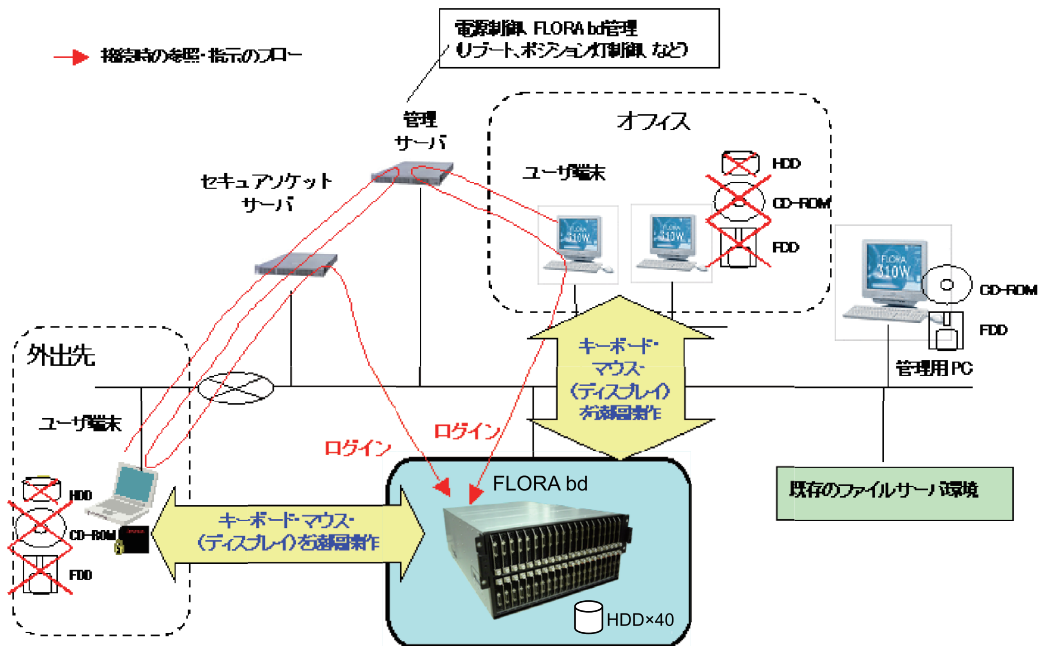 電源制御、FLORA bd管理
(リブート、ポジション灯制御、など)
接続時の参照・指示のフロー
管理
サーバ
オフィス
セキュアソケット
サーバ
ユーザ端末
HDD
CD-ROM
FDD
FLORA
310W
FLORA
310W
FLORA
310W
CD-ROM
FDD
管理用PC
外出先
キーボード・
マウス・
(ディスプレイ)
を遠隔操作
ユーザ端末
ログイン
ログイン
HDD
CD-ROM
FDD
キーボード・マウス・
(ディスプレイ)を遠隔操作
FLORA bd
HDD×40
既存のファイルサーバ環境